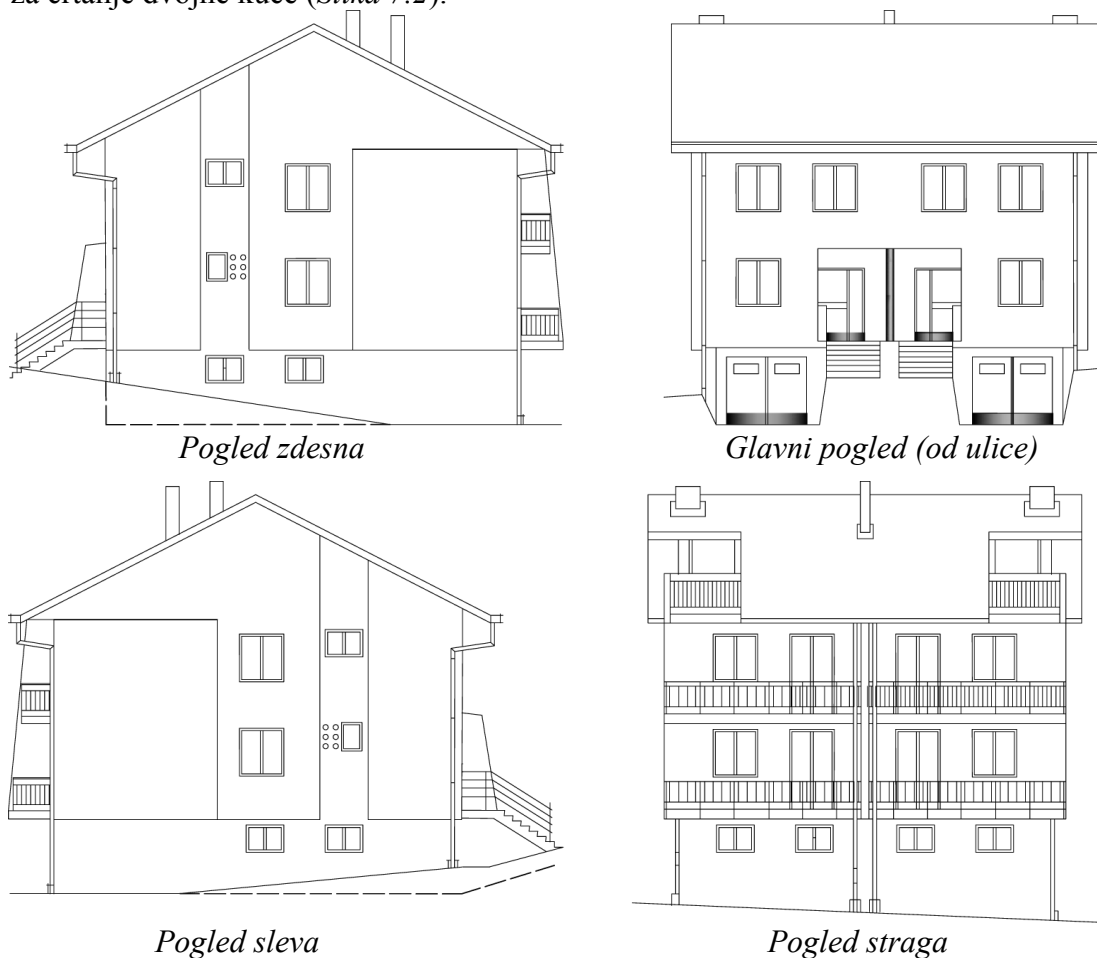 za crtanje dvojne kuće (Slika 7.2).
Pogled zdesna
Glavni pogled (od ulice)
Pogled sleva
Pogled straga